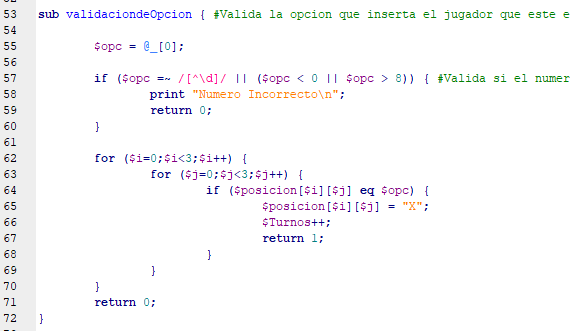 53 sub validaciondeOpcion { #Valida la opcion que inserta el jugador que este e
54
55 $opc = @_[0];
56
57 if ($opc =~ /[^\d]/ || ($opc < 0 || $opc > 8)) { #Valida si el numer
58 print "Numero Incorrecto\n";
59 return 0;
60 }
61
62 for ($i=0;$i<3;$i++) {
63 for ($j=0;$j<3;$j++) {
64 if ($posicion[$i][$j] eq $opc) {
65 $posicion[$i][$j] = "X";
66 $Turnos++;
67 return 1;
68 }
69 }
70 }
71 return 0;
72 }